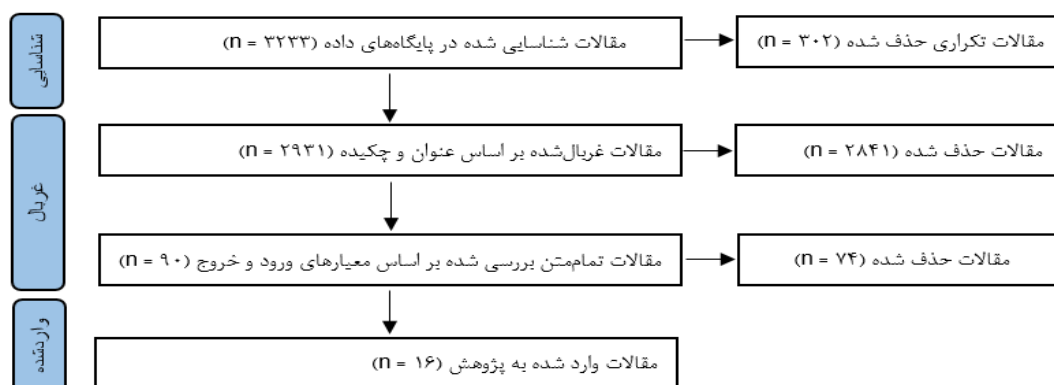 شناسایی
مقالات شناسایی شده در پایگاه‌های داده (n = ۳۲۳۳)
مقالات تکراری حذف شده (n = ۳۰۲)
غربال
مقالات غربال‌شده بر اساس عنوان و چکیده (n = ۲۹۳۱)
مقالات حذف شده (n = ۲۸۴۱)
مقالات تمام‌متن بررسی شده بر اساس معیارهای ورود و خروج (n = ۹۰)
مقالات حذف شده (n = ۷۴)
واردشده
مقالات وارد شده به پژوهش (n = ۱۶)